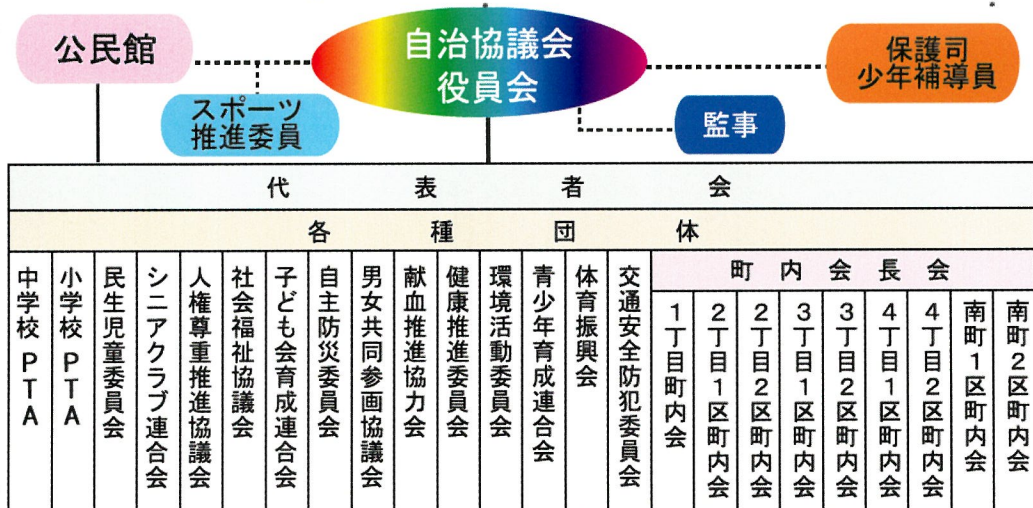 公民館
自治協議会
役員会
保護司
少年補導員
スポーツ
推進委員
監事
代表者会
各種団体
中学校PTA
小学校PTA
民生児童委員会
シニアクラブ連合会
人権尊重推進協議会
社会福祉協議会
子ども会育成連合会
自主防災委員会
男女共同参画協議会
献血推進協力会
健康推進委員会
環境活動委員会
青少年育成連合会
体育振興会
交通安全防犯委員会
町内会長会
1丁目町内会
2丁目1区町内会
2丁目2区町内会
3丁目1区町内会
3丁目2区町内会
4丁目1区町内会
4丁目2区町内会
南町1区町内会
南町2区町内会